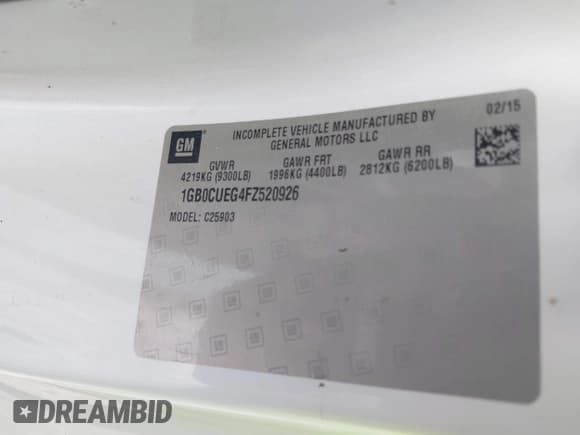 02/15
GM
INCOMPLETE VEHICLE MANUFACTURED BY
GENERAL MOTORS LLC
GVWR GAWR FRT GAWR RR
4219KG (9300LB) 1996KG (4400LB) 2812KG (6200LB)
1GB0CUEG4FZ520926
MODEL: C25903
DREAMBID